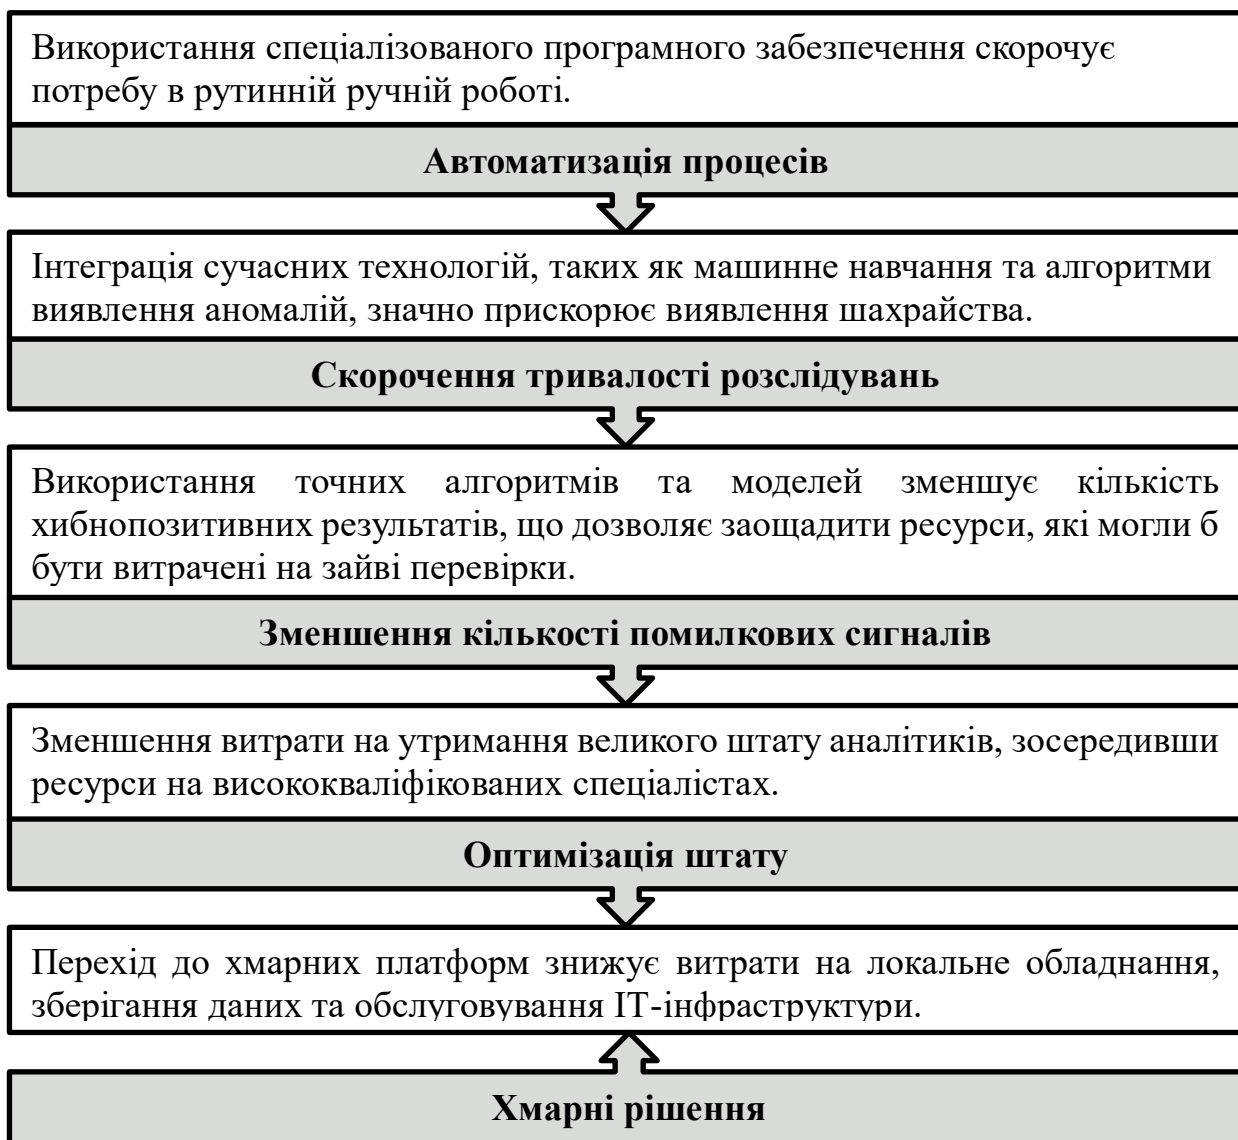 Використання спеціалізованого програмного забезпечення скорочує
потребу в рутинній ручній роботі.
Автоматизація процесів
Інтеграція сучасних технологій, таких як машинне навчання та алгоритми
виявлення аномалій, значно прискорює виявлення шахрайства.
Скорочення тривалості розслідувань
Використання точних алгоритмів та моделей зменшує кількість
хибнопозитивних результатів, що дозволяє заощадити ресурси, які могли б
бути витрачені на зайві перевірки.
Зменшення кількості помилкових сигналів
Зменшення витрати на утримання великого штату аналітиків, зосередивши
ресурси на висококваліфікованих спеціалістах.
Оптимізація штату
Перехід до хмарних платформ знижує витрати на локальне обладнання,
зберігання даних та обслуговування ІТ-інфраструктури.
Хмарні рішення